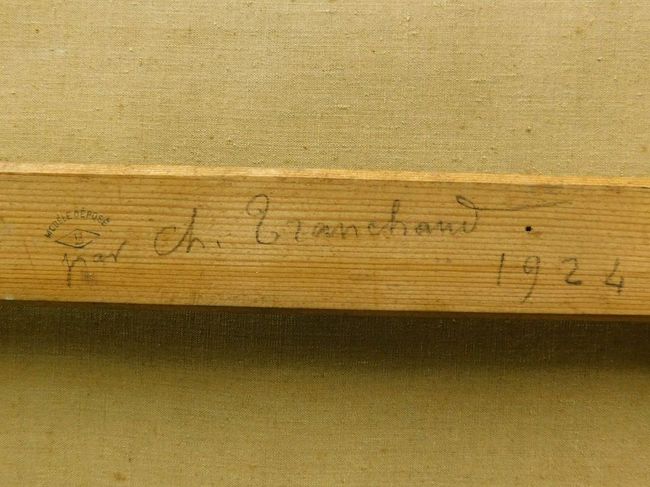 MODÈLE DÉPOSÉ
par Ch. Tranchand
1924